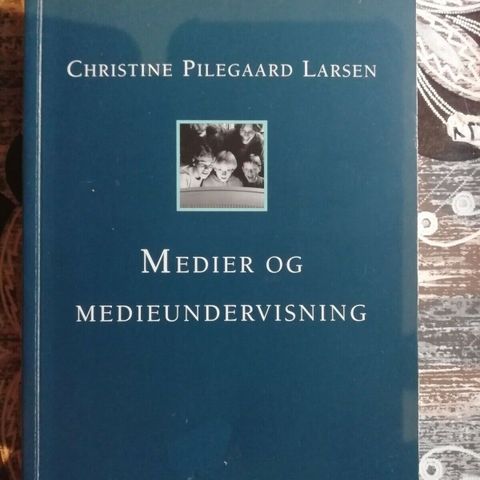 CHRISTINE PILEGAARD LARSEN
MEDIER OG
MEDIEUNDERVISNING